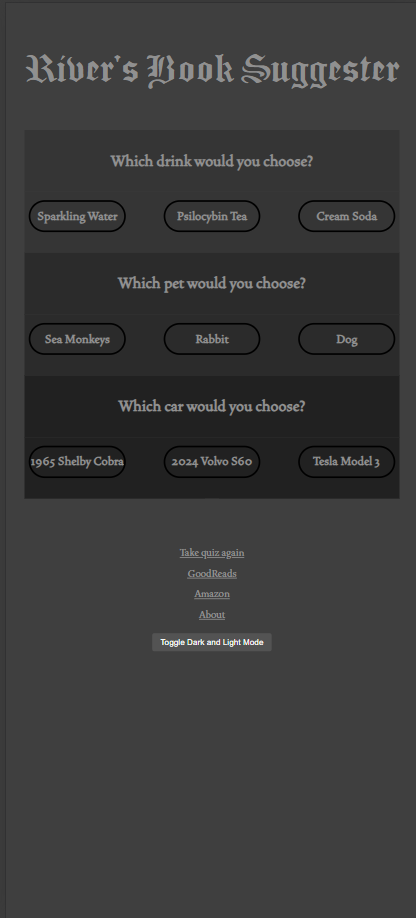 River's Book Suggester
Which drink would you choose?
Sparkling Water Psilocybin Tea Cream Soda
Which pet would you choose?
Sea Monkeys Rabbit Dog
Which car would you choose?
1965 Shelby Cobra 2024 Volvo S60 Tesla Model 3
Take quiz again
GoodReads
Amazon
About
Toggle Dark and Light Mode